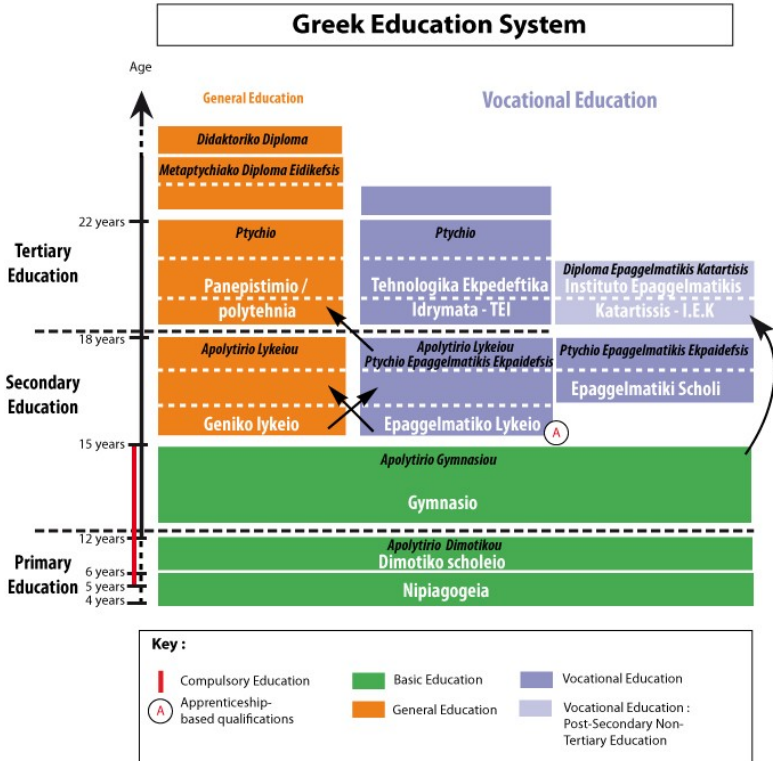 Greek Education System
Age
General Education
Vocational Education
Didaktoriko Diploma
Metaptychiako Diploma Eidikefsis
22 years
Tertiary
Education
Ptychio
Panepistimio /
polytehnia
Ptychio
Tehnologika Ekpedeftika
Idrymata - TEI
Diploma Epaggelmatikis Katartisis
Instituto Epaggelmatikis
Katartissis - I.E.K
18 years
Secondary
Education
Apolytirio Lykeiou
Geniko lykeio
Apolytirio Lykeiou
Ptychio Epaggelmatikis Ekpaidefsis
Epaggelmatiko Lykeio
A
Ptychio Epaggelmatikis Ekpaidefsis
Epaggelmatiki Scholi
15 years
Apolytirio Gymnasiou
Gymnasio
12 years
Primary
Education
Apolytirio Dimotikou
Dimotiko scholeio
6 years
5 years
4 years
Nipiagogeia
Key :
Compulsory Education
A
Apprenticeship-
based qualifications
Basic Education
General Education
Vocational Education
Vocational Education :
Post-Secondary Non-
Tertiary Education